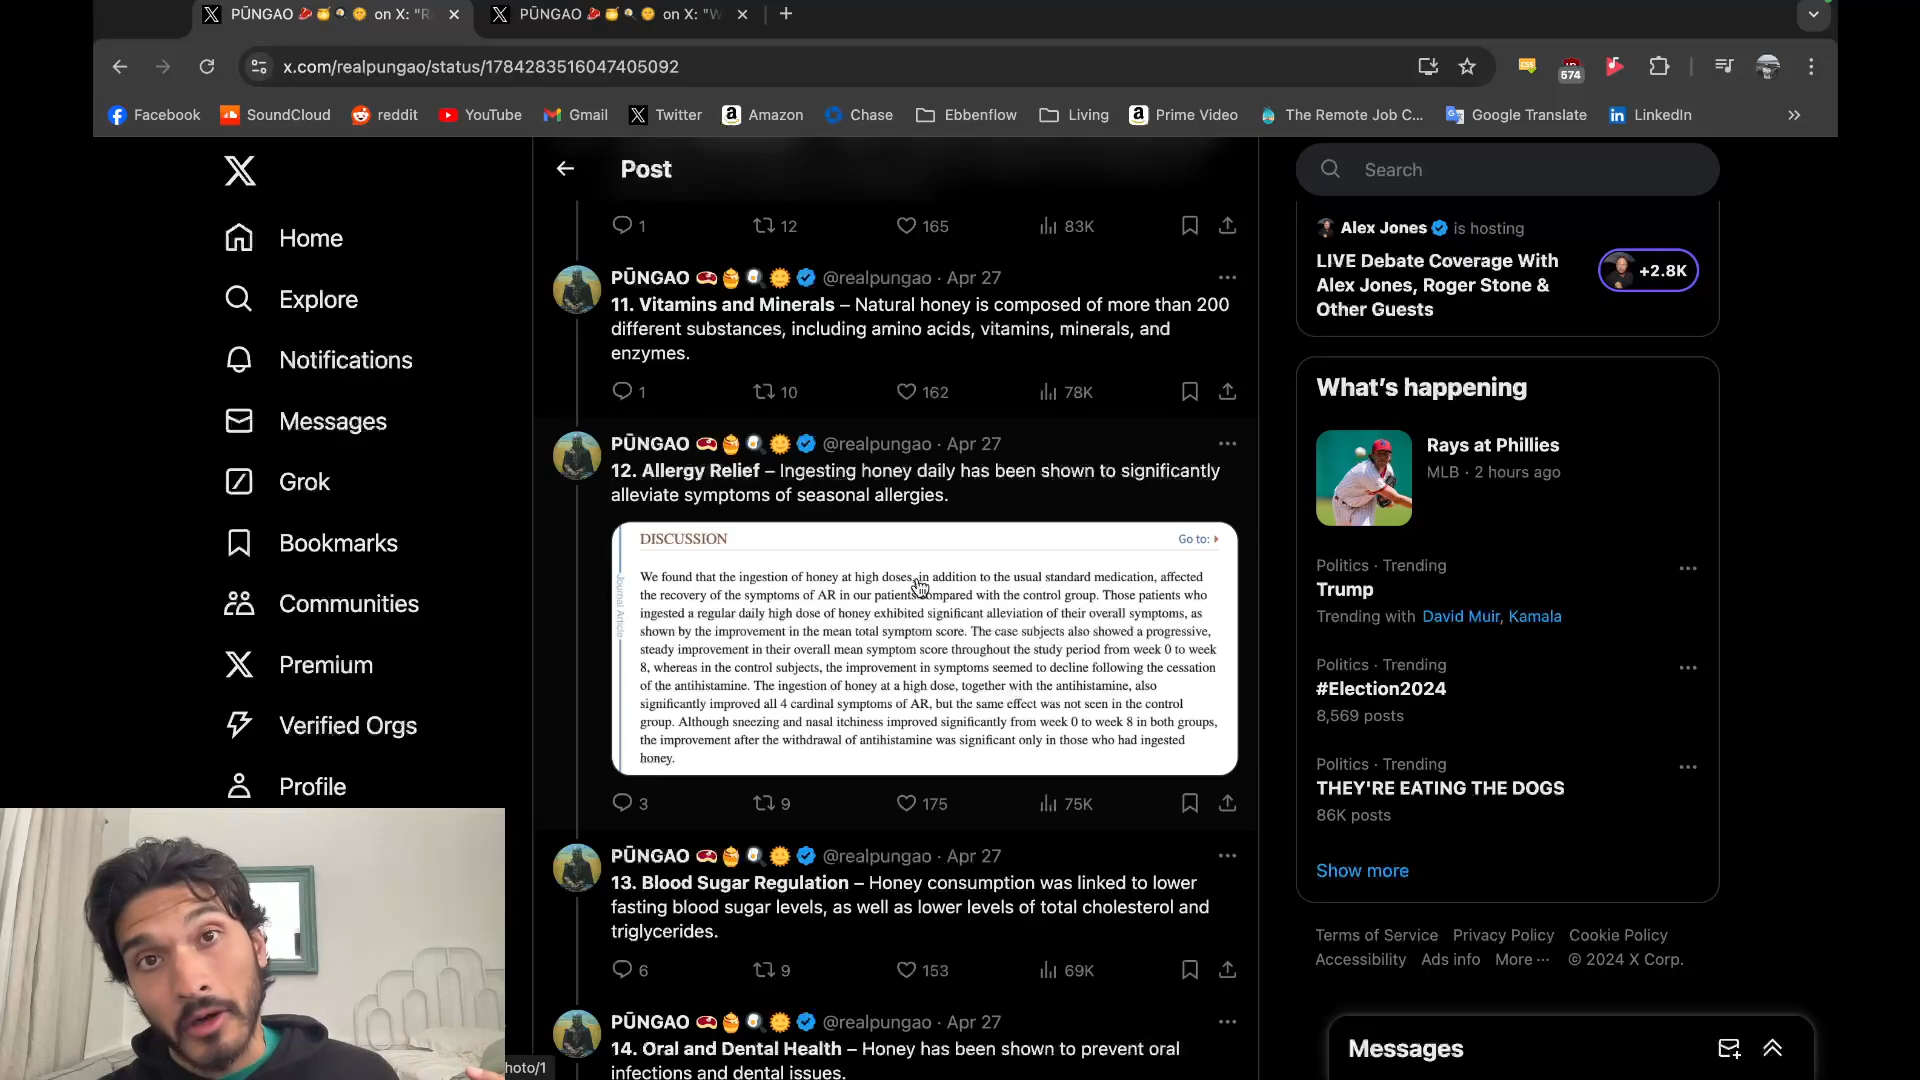 PŪNGAO 🥩🍯🍳🌞 on X: "R
PŪNGAO 🥩🍯🍳🌞 on X: "W
x.com/realpungao/status/1784283516047405092
574
Facebook
SoundCloud
reddit
YouTube
Gmail
Twitter
Amazon
Chase
Ebbenflow
Living
Prime Video
The Remote Job C...
Google Translate
LinkedIn
Home
Explore
Notifications
Messages
Grok
Bookmarks
Communities
Premium
Verified Orgs
Profile
Post
1 12 165 83K
PŪNGAO 🥩🍯🍳🌞 @realpungao · Apr 27
11. Vitamins and Minerals – Natural honey is composed of more than 200
different substances, including amino acids, vitamins, minerals, and
enzymes.
1 10 162 78K
PŪNGAO 🥩🍯🍳🌞 @realpungao · Apr 27
12. Allergy Relief – Ingesting honey daily has been shown to significantly
alleviate symptoms of seasonal allergies.
DISCUSSION
Go to:
Journal Article
We found that the ingestion of honey at high doses, in addition to the usual standard medication, affected
the recovery of the symptoms of AR in our patients compared with the control group. Those patients who
ingested a regular daily high dose of honey exhibited significant alleviation of their overall symptoms, as
shown by the improvement in the mean total symptom score. The case subjects also showed a progressive,
steady improvement in their overall mean symptom score throughout the study period from week 0 to week
8, whereas in the control subjects, the improvement in symptoms seemed to decline following the cessation
of the antihistamine. The ingestion of honey at a high dose, together with the antihistamine, also
significantly improved all 4 cardinal symptoms of AR, but the same effect was not seen in the control
group. Although sneezing and nasal itchiness improved significantly from week 0 to week 8 in both groups,
the improvement after the withdrawal of antihistamine was significant only in those who had ingested
honey.
3 9 175 75K
PŪNGAO 🥩🍯🍳🌞 @realpungao · Apr 27
13. Blood Sugar Regulation – Honey consumption was linked to lower
fasting blood sugar levels, as well as lower levels of total cholesterol and
triglycerides.
6 9 153 69K
PŪNGAO 🥩🍯🍳🌞 @realpungao · Apr 27
14. Oral and Dental Health – Honey has been shown to prevent oral
infections and dental issues.
hoto/1
Search
Alex Jones is hosting
LIVE Debate Coverage With
Alex Jones, Roger Stone &
Other Guests
+2.8K
What's happening
Rays at Phillies
MLB · 2 hours ago
Politics · Trending
Trump
Trending with David Muir, Kamala
Politics · Trending
#Election2024
8,569 posts
Politics · Trending
THEY'RE EATING THE DOGS
86K posts
Show more
Terms of Service Privacy Policy Cookie Policy
Accessibility Ads info More ··· © 2024 X Corp.
Messages